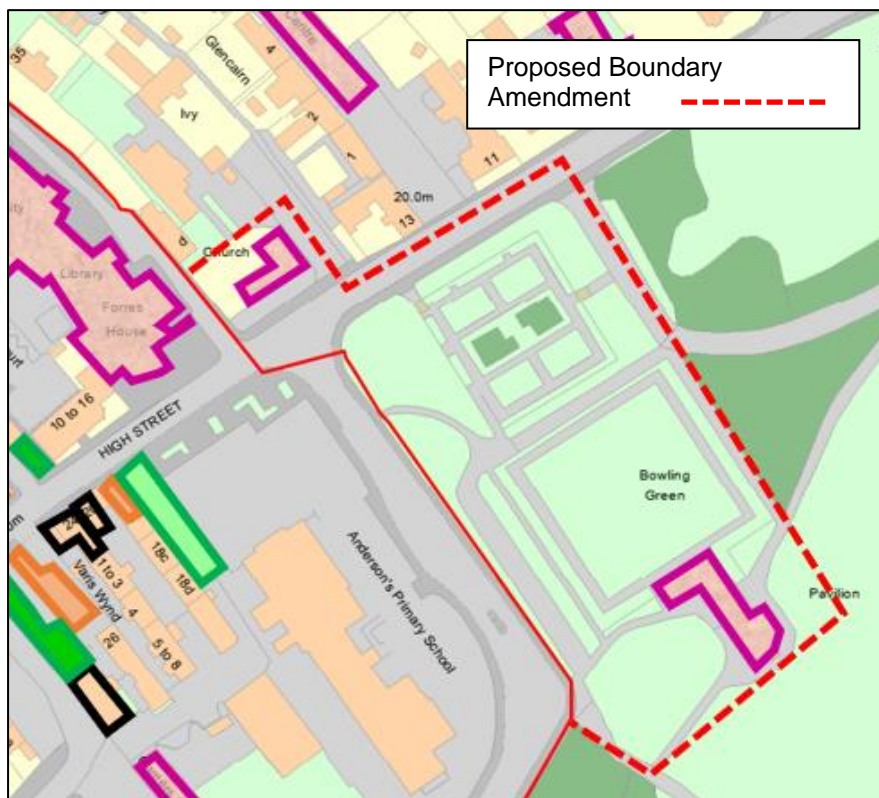 Proposed Boundary
Amendment
35
Glencairn
4
Centre
Ivy
2
1
11
20.0m
13
d
Church
Library
Forres
House
10 to 16
HIGH STREET
Bowling
Green
18c
1 to 3
18d
Varis Wynd
4
26
5 to 8
Anderson's Primary School
Pavilion